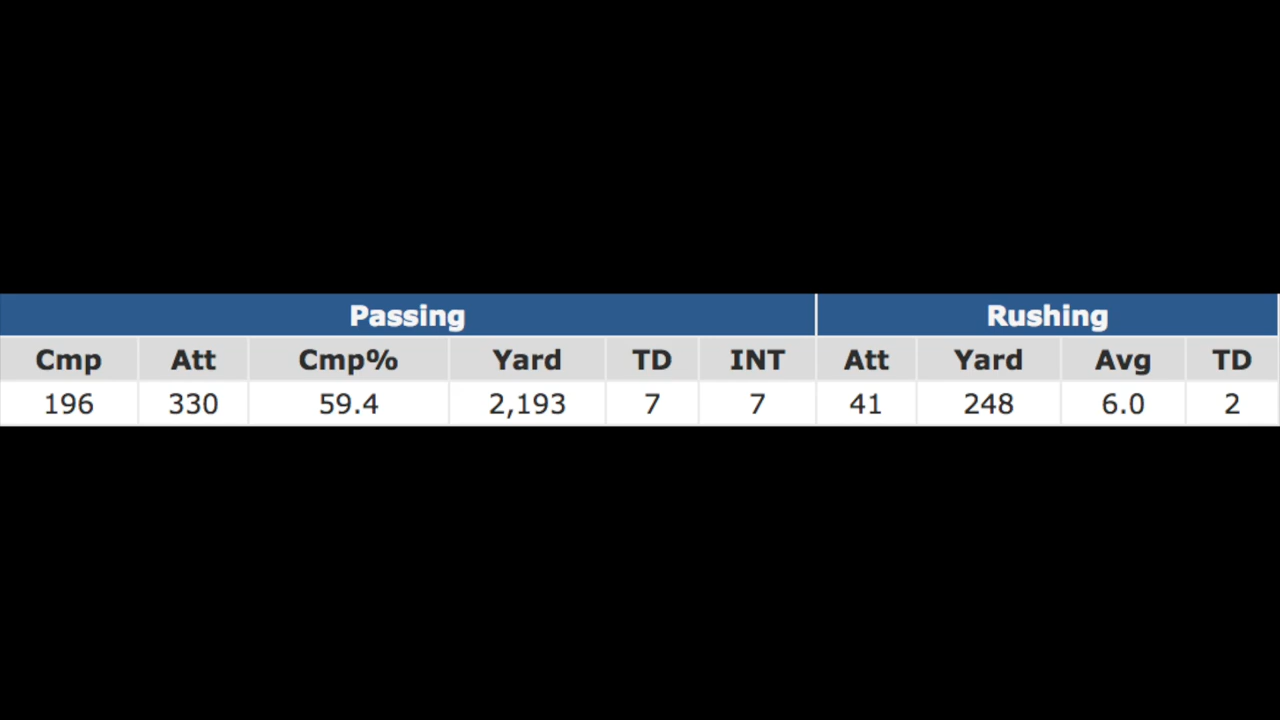 Passing Rushing
Cmp Att Cmp% Yard TD INT Att Yard Avg TD
196 330 59.4 2,193 7 7 41 248 6.0 2